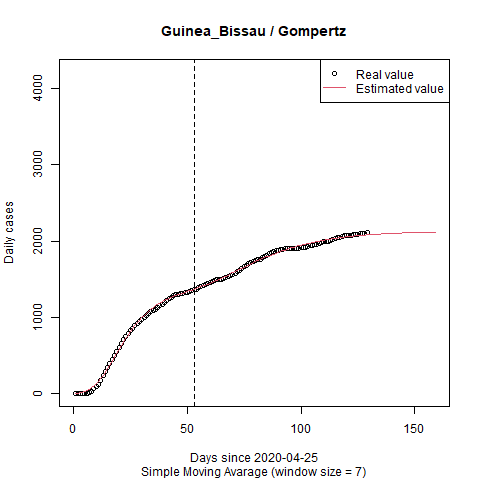 Guinea_Bissau / Gompertz
Real value
Estimated value
Daily cases
0
1000
2000
3000
4000
0
50
100
150
Days since 2020-04-25
Simple Moving Avarage (window size = 7)